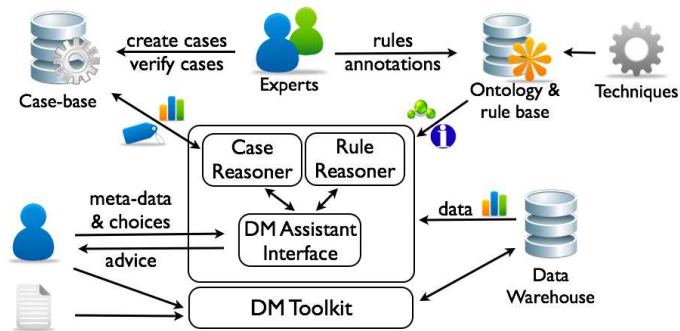 create cases
verify cases
rules
annotations
Experts
Case-base
Ontology &
rule base
Techniques
Case
Reasoner
Rule
Reasoner
meta-data
& choices
data
DM Assistant
Interface
advice
Data
Warehouse
DM Toolkit